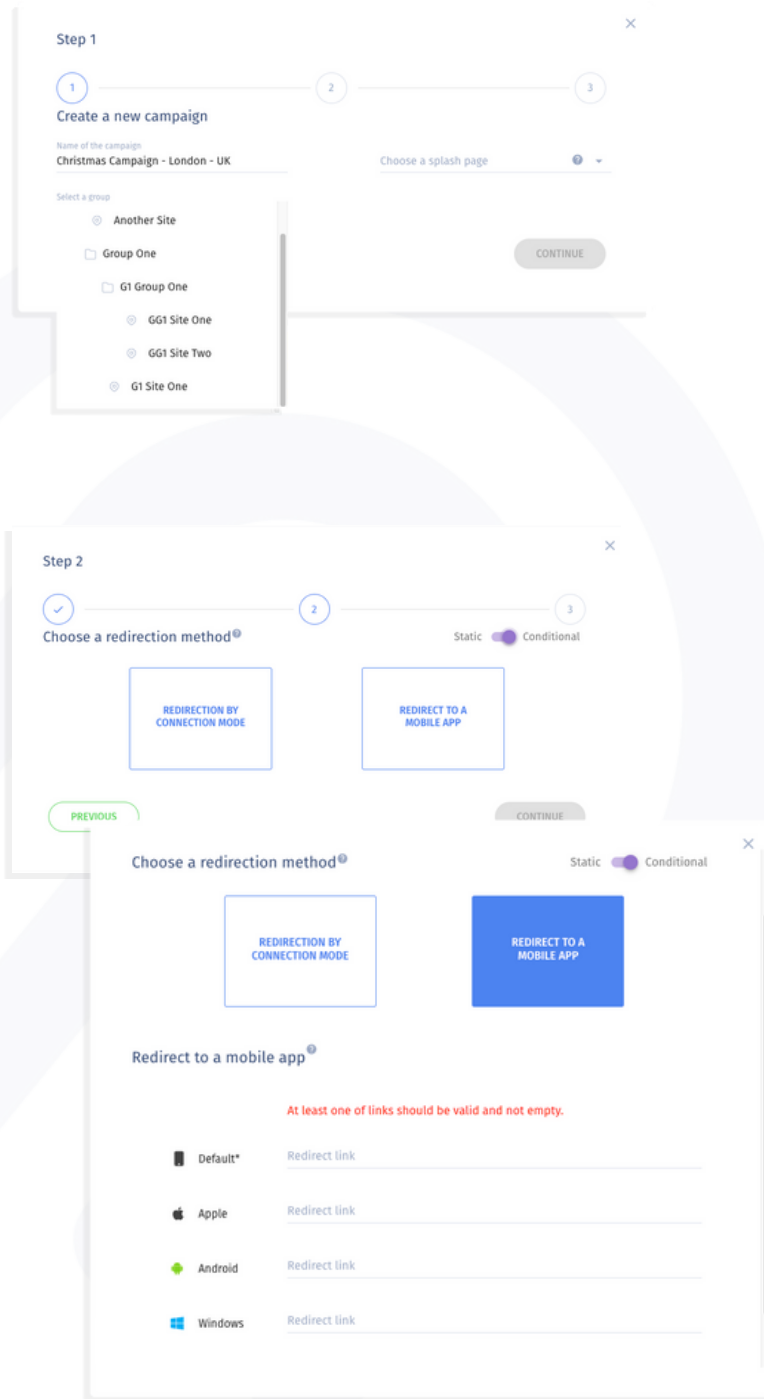 Step 1
1
2
3
Create a new campaign
Name of the campaign
Christmas Campaign - London - UK
Choose a splash page
?
Select a group
Another Site
Group One
CONTINUE
G1 Group One
GG1 Site One
GG1 Site Two
G1 Site One
Step 2
2
3
Choose a redirection method?
Static
Conditional
REDIRECTION BY
CONNECTION MODE
REDIRECT TO A
MOBILE APP
PREVIOUS
CONTINUE
Choose a redirection method?
Static
Conditional
REDIRECTION BY
CONNECTION MODE
REDIRECT TO A
MOBILE APP
Redirect to a mobile app?
At least one of links should be valid and not empty.
Default*
Redirect link
Apple
Redirect link
Android
Redirect link
Windows
Redirect link